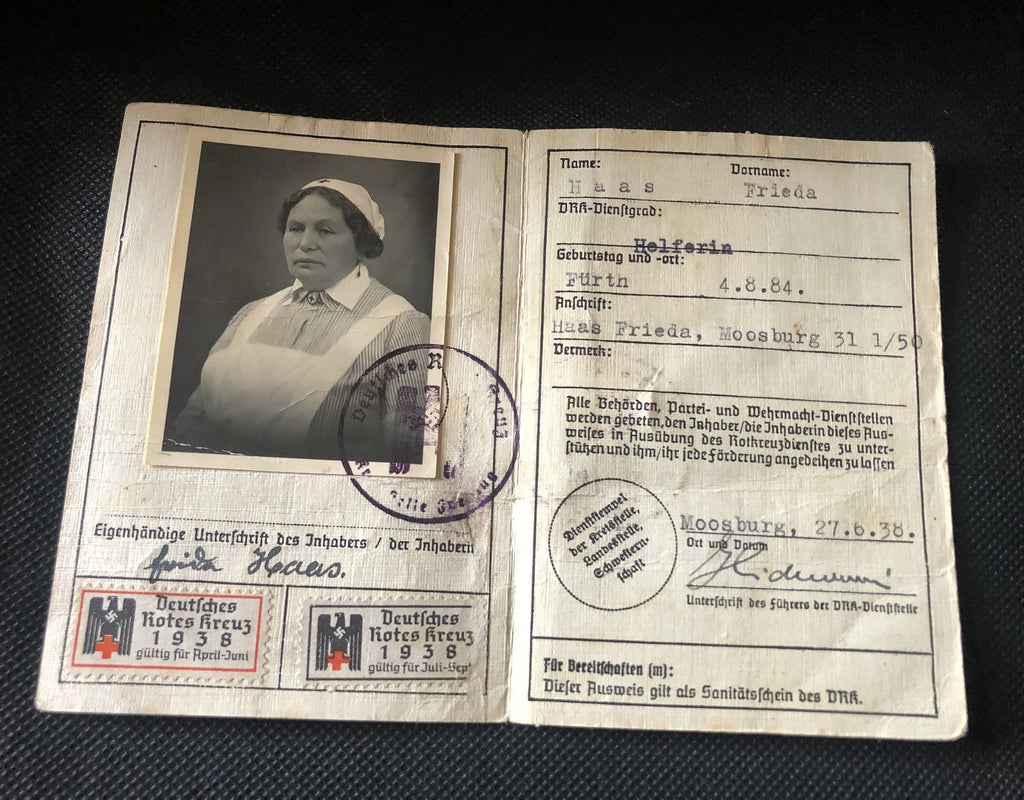 Deutsches R
Eigenhändige Unterschrift des Inhabers / der Inhaberin
Frida Haas.
Deutsches
Rotes Kreuz
1938
gültig für April-Juni
Deutsches
Rotes Kreuz
1938
gültig für Juli-Sept
Name: Vorname:
Haas Frieda
DRK-Dienstgrad:
Helferin
Geburtstag und -ort:
Fürth 4.8.84.
Anschrift:
Haas Frieda, Moosburg 31 1/50
Vermerk:
Alle Behörden, Partei- und Wehrmacht-Dienststellen
werden gebeten, den Inhaber/die Inhaberin dieses Aus-
weises in Ausübung des Rotkreuzdienstes zu unter-
stützen und ihm/ihr jede Förderung angedeihen zu lassen
Dienststempel
der Kreisstelle,
Landesstelle,
Schwestern-
schaft
Moosburg, 27.6.38.
Ort und Datum
Unterschrift des Führers der DRK-Dienststelle
Für Bereitschaften (m):
Dieser Ausweis gilt als Sanitätsschein des DRK.